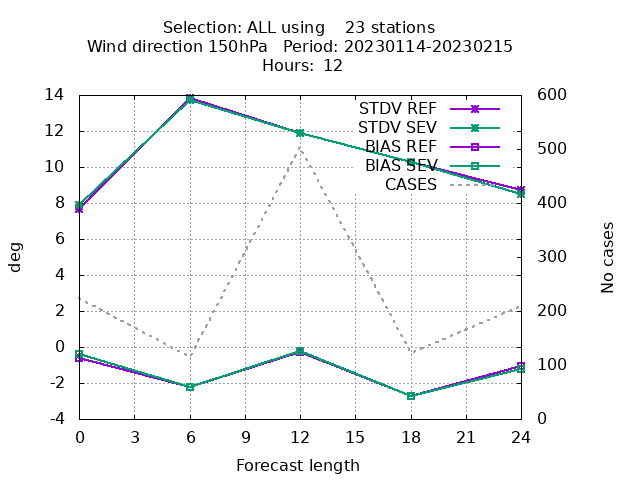 Selection: ALL using 23 stations
Wind direction 150hPa Period: 20230114-20230215
Hours: 12
14
12
10
8
6
4
2
0
-2
-4
600
500
400
300
200
100
0
STDV REF
STDV SEV
BIAS REF
BIAS SEV
CASES
deg
No cases
0 3 6 9 12 15 18 21 24
Forecast length